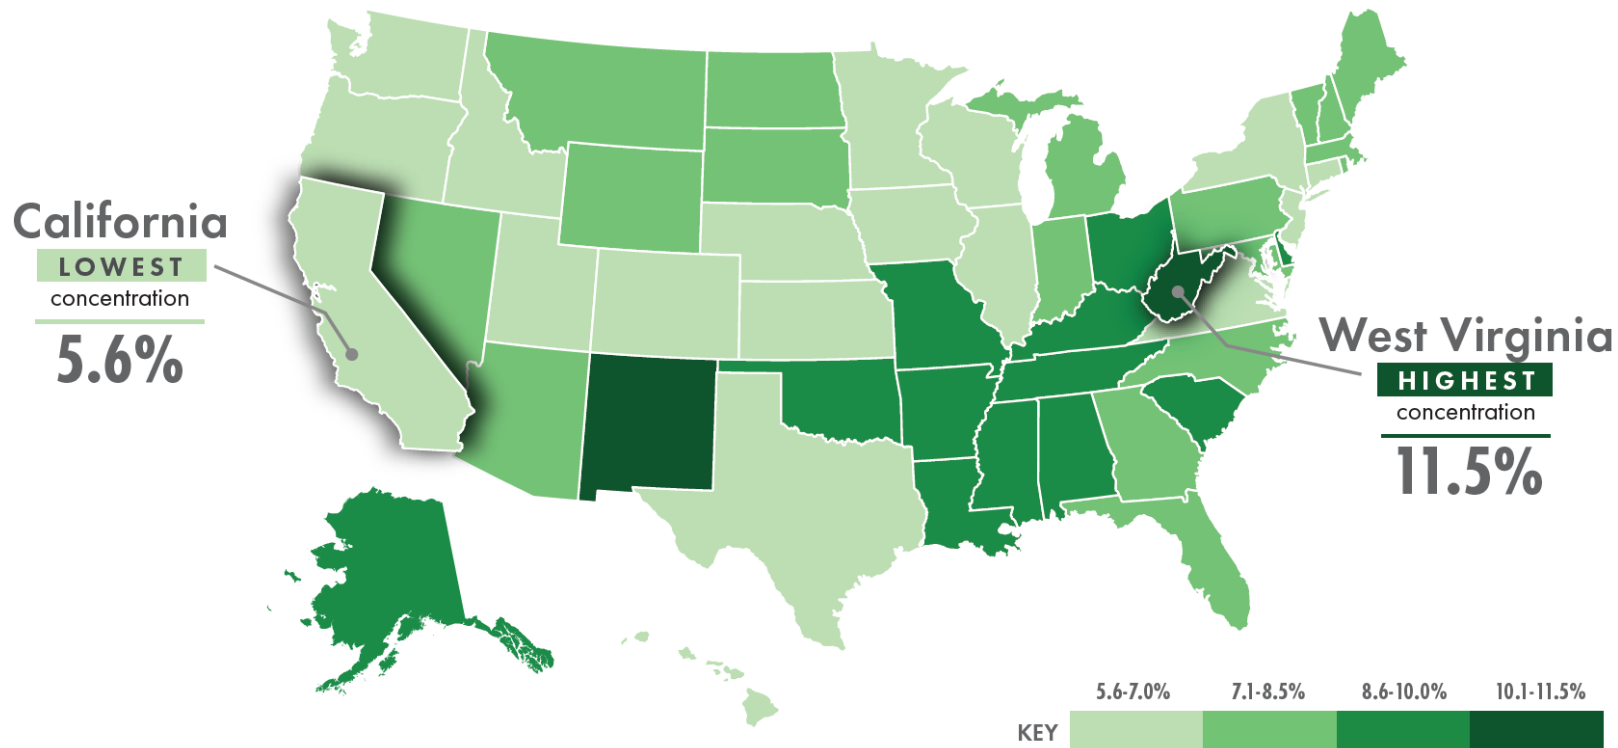 California
LOWEST
concentration
5.6%
West Virginia
HIGHEST
concentration
11.5%
5.6-7.0% 7.1-8.5% 8.6-10.0% 10.1-11.5%
KEY